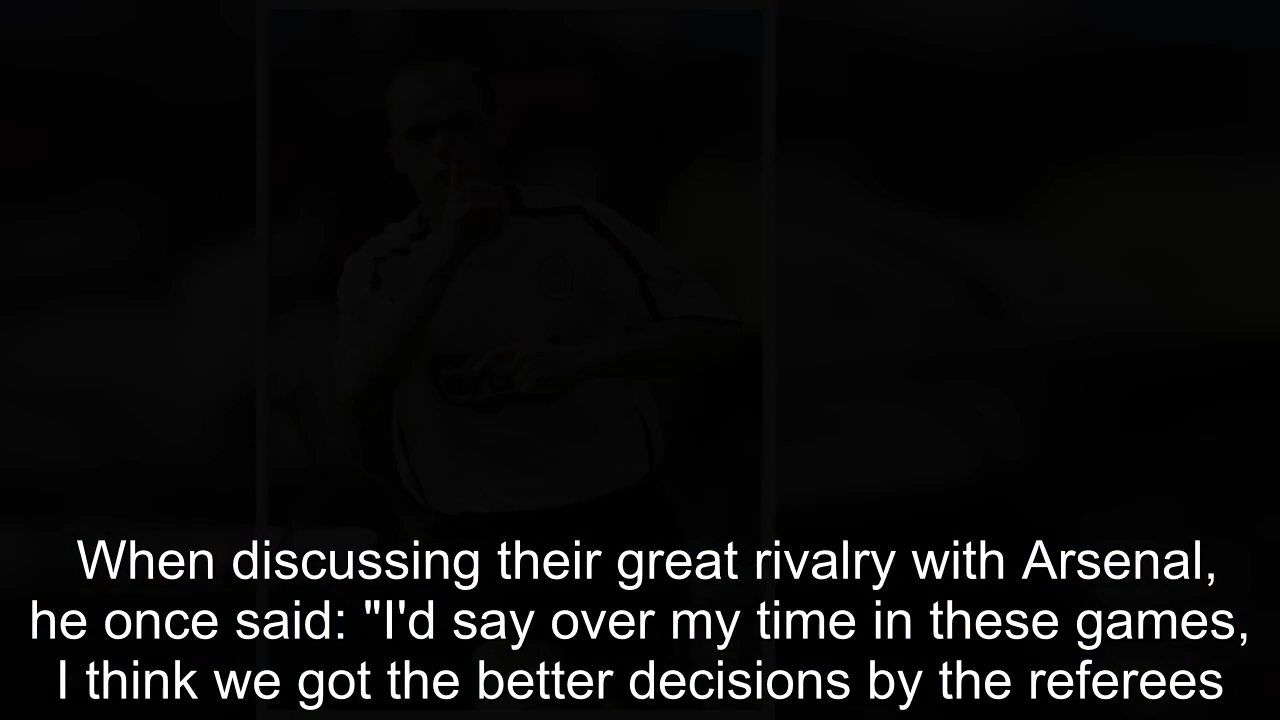 When discussing their great rivalry with Arsenal,
he once said: "I'd say over my time in these games,
I think we got the better decisions by the referees